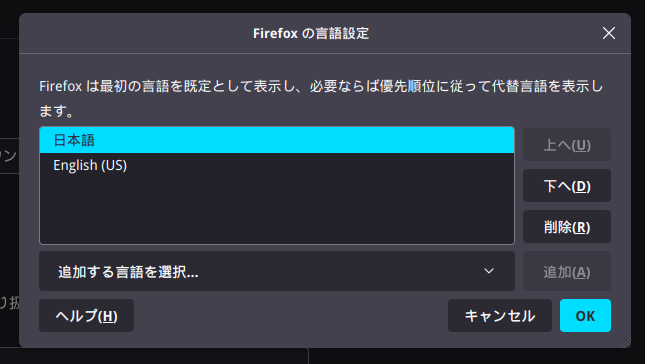 Firefox の言語設定
Firefox は最初の言語を既定として表示し、必要ならば優先順位に従って代替言語を表示し
ます。
日本語
上へ(U)
English (US)
下へ(D)
削除(R)
追加する言語を選択...
追加(A)
ヘルプ(H)
キャンセル
OK